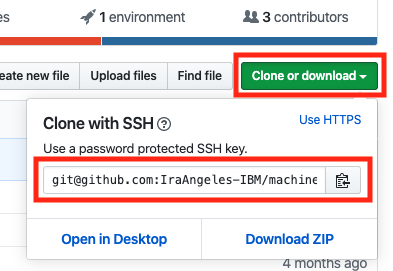 es 1 environment 3 contributors
eate new file Upload files Find file Clone or download
Clone with SSH
Use HTTPS
Use a password protected SSH key.
git@github.com:IraAngeles-IBM/machine
Open in Desktop Download ZIP
4 months ago